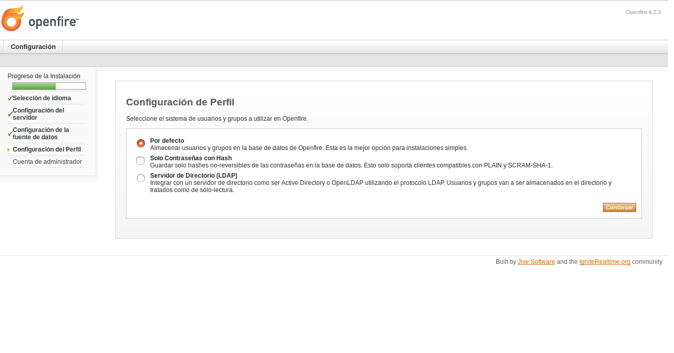 openfire™
Openfire 4.2.3
Configuración
Progreso de la Instalación
Selección de idioma
Configuración del
servidor
Configuración de la
fuente de datos
Configuración del Perfil
Cuenta de administrador
Configuración de Perfil
Seleccione el sistema de usuarios y grupos a utilizar en Openfire.
Por defecto
Almacenar usuarios y grupos en la base de datos de Openfire. Esta es la mejor opción para instalaciones simples.
Solo Contraseñas con Hash
Guardar solo hashes no-reversibles de las contraseñas en la base de datos. Esto solo soporta clientes compatibles con PLAIN y SCRAM-SHA-1.
Servidor de Directorio (LDAP)
Integrar con un servidor de directorio como ser Active Directory o OpenLDAP utilizando el protocolo LDAP. Usuarios y grupos van a ser almacenados en el directorio y
tratados como de sólo-lectura.
Continuar
Built by Jive Software and the IgniteRealtime.org community